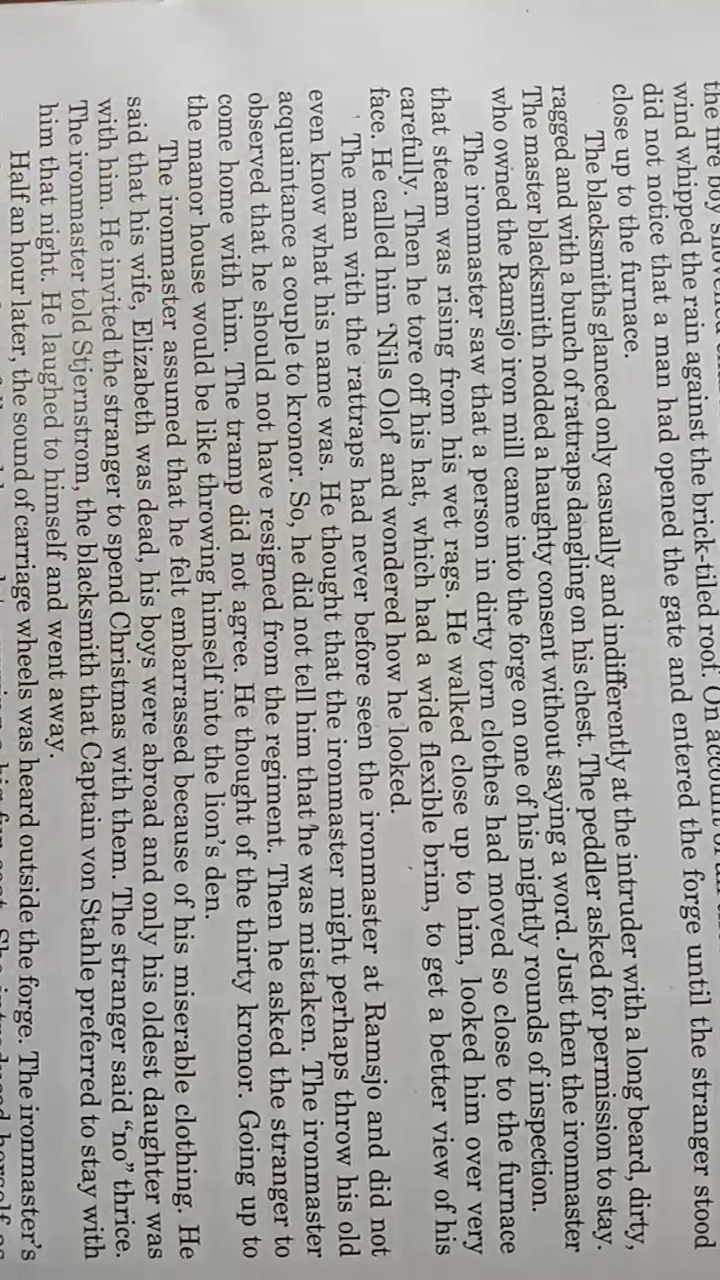 wind whipped the rain against the brick-tiled roof. On account of
did not notice that a man had opened the gate and entered the forge until the stranger stood
close up to the furnace.
The blacksmiths glanced only casually and indifferently at the intruder with a long beard, dirty,
ragged and with a bunch of rattraps dangling on his chest. The peddler asked for permission to stay.
The master blacksmith nodded a haughty consent without saying a word. Just then the ironmaster
who owned the Ramsjo iron mill came into the forge on one of his nightly rounds of inspection.
The ironmaster saw that a person in dirty torn clothes had moved so close to the furnace
that steam was rising from his wet rags. He walked close up to him, looked him over very
carefully. Then he tore off his hat, which had a wide flexible brim, to get a better view of his
face. He called him 'Nils Olof' and wondered how he looked.
The man with the rattraps had never before seen the ironmaster at Ramsjo and did not
even know what his name was. He thought that the ironmaster might perhaps throw his old
acquaintance a couple to kronor. So, he did not tell him that he was mistaken. The ironmaster
observed that he should not have resigned from the regiment. Then he asked the stranger to
come home with him. The tramp did not agree. He thought of the thirty kronor. Going up to
the manor house would be like throwing himself into the lion's den.
The ironmaster assumed that he felt embarrassed because of his miserable clothing. He
said that his wife, Elizabeth was dead, his boys were abroad and only his oldest daughter was
with him. He invited the stranger to spend Christmas with them. The stranger said "no" thrice.
The ironmaster told Stjernstrom, the blacksmith that Captain von Stahle preferred to stay with
him that night. He laughed to himself and went away.
Half an hour later, the sound of carriage wheels was heard outside the forge. The ironmaster's